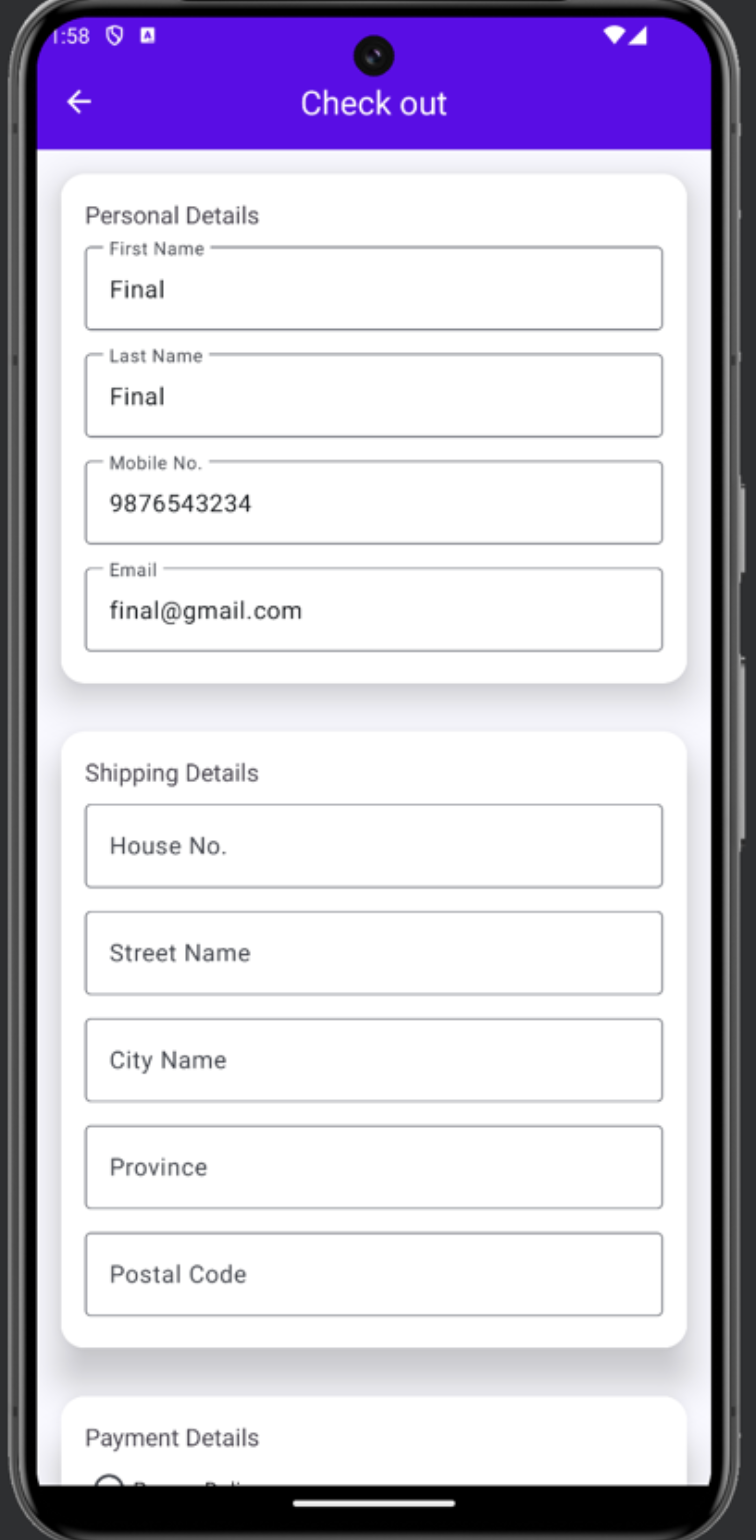 1:58
Check out
Personal Details
First Name
Final
Last Name
Final
Mobile No.
9876543234
Email
final@gmail.com
Shipping Details
House No.
Street Name
City Name
Province
Postal Code
Payment Details